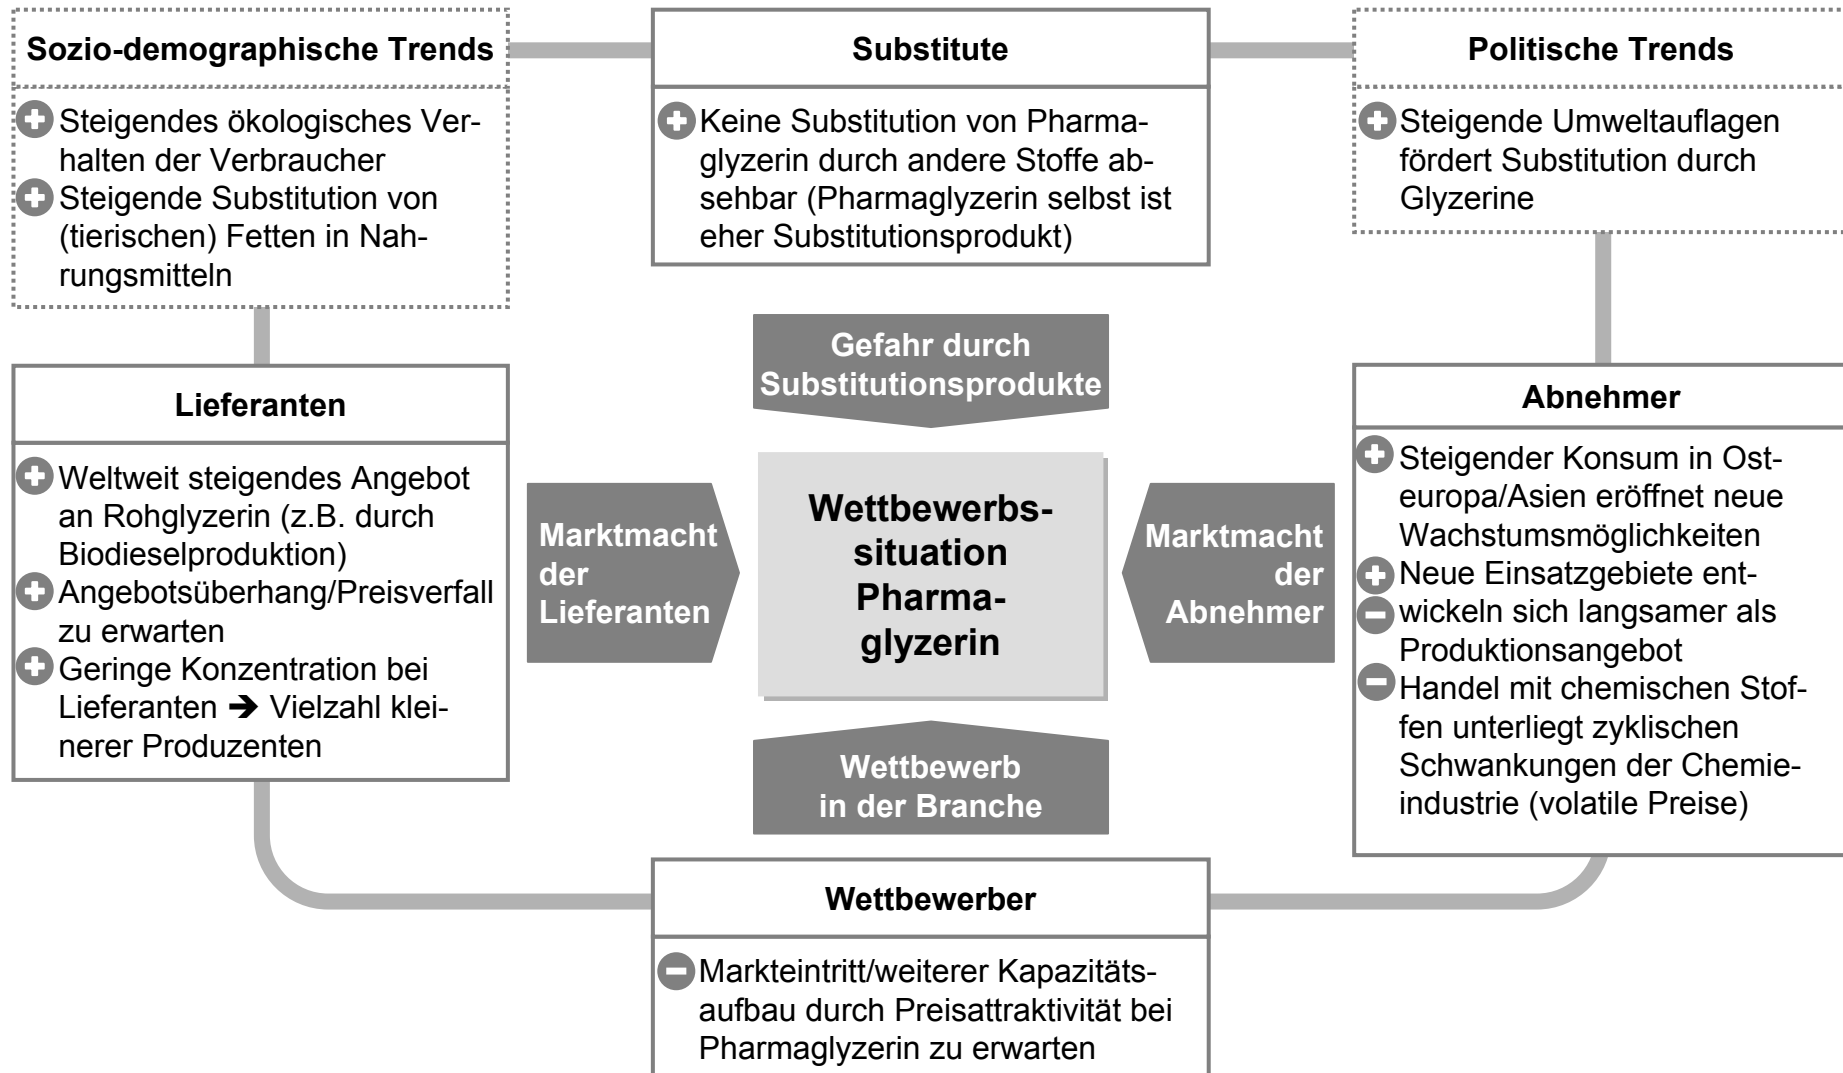 Sozio-demographische Trends
Steigendes ökologisches Ver-
halten der Verbraucher
Steigende Substitution von
(tierischen) Fetten in Nah-
rungsmitteln
Substitute
Keine Substitution von Pharma-
glyzerin durch andere Stoffe ab-
sehbar (Pharmaglyzerin selbst ist
eher Substitutionsprodukt)
Politische Trends
Steigende Umweltauflagen
fördert Substitution durch
Glyzerine
Gefahr durch
Substitutionsprodukte
Lieferanten
Weltweit steigendes Angebot
an Rohglyzerin (z.B. durch
Biodieselproduktion)
Angebotsüberhang/Preisverfall
zu erwarten
Geringe Konzentration bei
Lieferanten ➔ Vielzahl klei-
nerer Produzenten
Marktmacht
der
Lieferanten
Wettbewerbs-
situation
Pharma-
glyzerin
Marktmacht
der
Abnehmer
Abnehmer
Steigender Konsum in Ost-
europa/Asien eröffnet neue
Wachstumsmöglichkeiten
Neue Einsatzgebiete ent-
wickeln sich langsamer als
Produktionsangebot
Handel mit chemischen Stof-
fen unterliegt zyklischen
Schwankungen der Chemie-
industrie (volatile Preise)
Wettbewerb
in der Branche
Wettbewerber
Markteintritt/weiterer Kapazitäts-
aufbau durch Preisattraktivität bei
Pharmaglyzerin zu erwarten